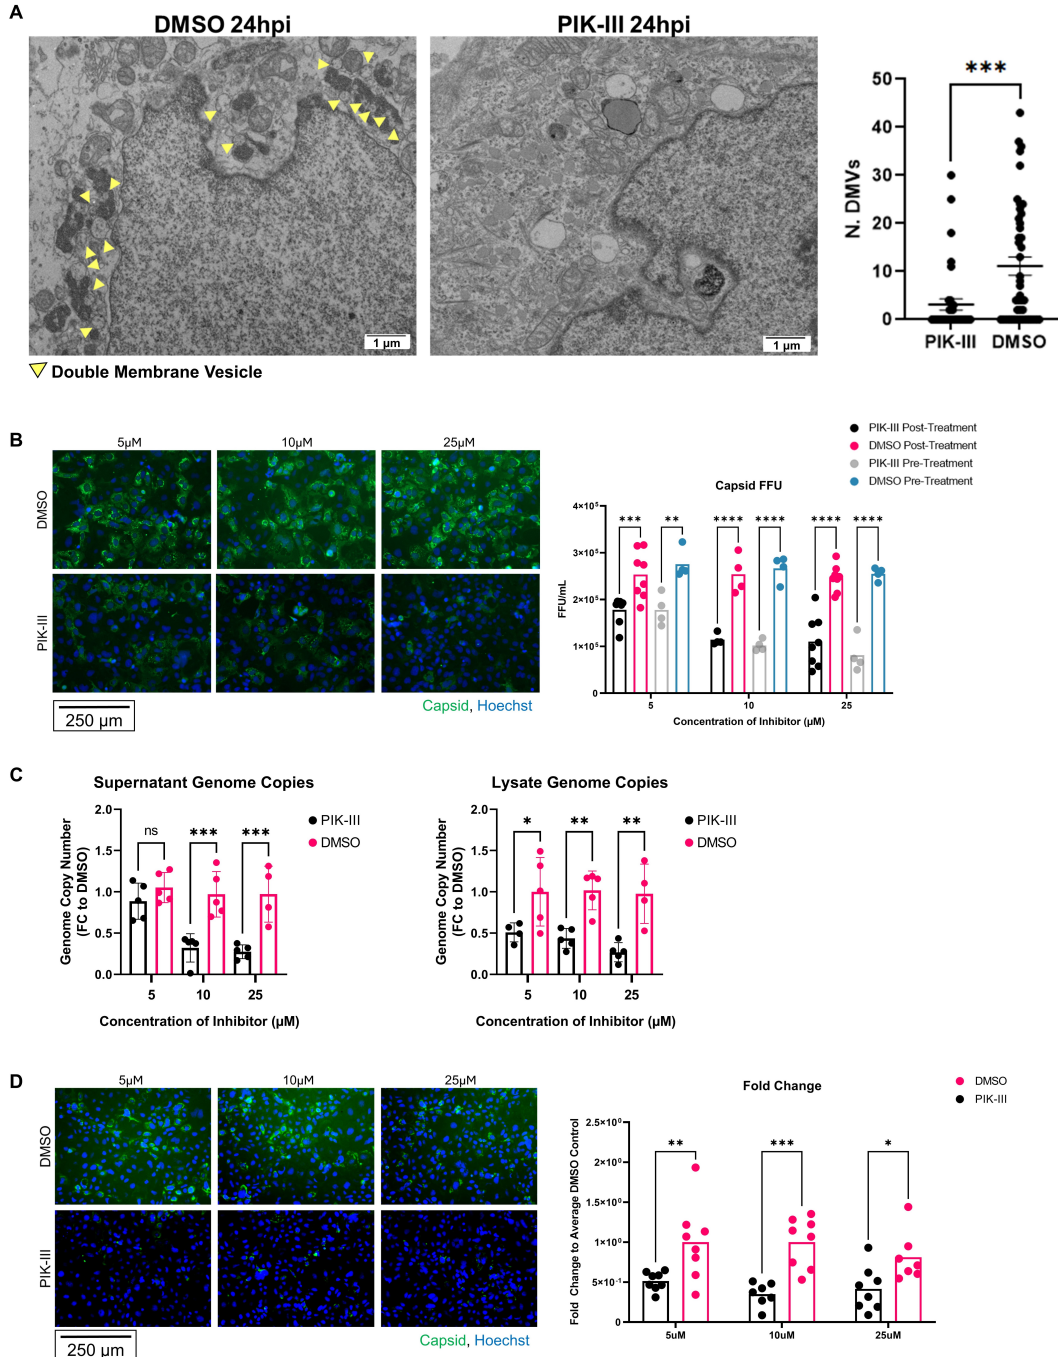 A
DMSO 24hpi
PIK-III 24hpi
1 µm
1 µm
Double Membrane Vesicle
***
N. DMVs
50
40
30
20
10
0
PIK-III
DMSO
B
5µM
10µM
25µM
DMSO
PIK-III
250 µm
Capsid, Hoechst
PIK-III Post-Treatment
DMSO Post-Treatment
PIK-III Pre-Treatment
DMSO Pre-Treatment
Capsid FFU
FFU/mL
4×10⁵
3×10⁵
2×10⁵
1×10⁵
0
*** ** **** **** **** ****
5 10 25
Concentration of Inhibitor (µM)
C
Supernatant Genome Copies
Genome Copy Number
(FC to DMSO)
2.0
1.5
1.0
0.5
0.0
ns *** ***
PIK-III
DMSO
5 10 25
Concentration of Inhibitor (µM)
Lysate Genome Copies
Genome Copy Number
(FC to DMSO)
2.0
1.5
1.0
0.5
0.0
* ** **
PIK-III
DMSO
5 10 25
Concentration of Inhibitor (µM)
D
5µM
10µM
25µM
DMSO
PIK-III
250 µm
Capsid, Hoechst
Fold Change
DMSO
PIK-III
Fold Change to Average DMSO Control
2.5×10⁰
2×10⁰
1.5×10⁰
1×10⁰
5×10⁻¹
0
** *** *
5uM 10uM 25uM